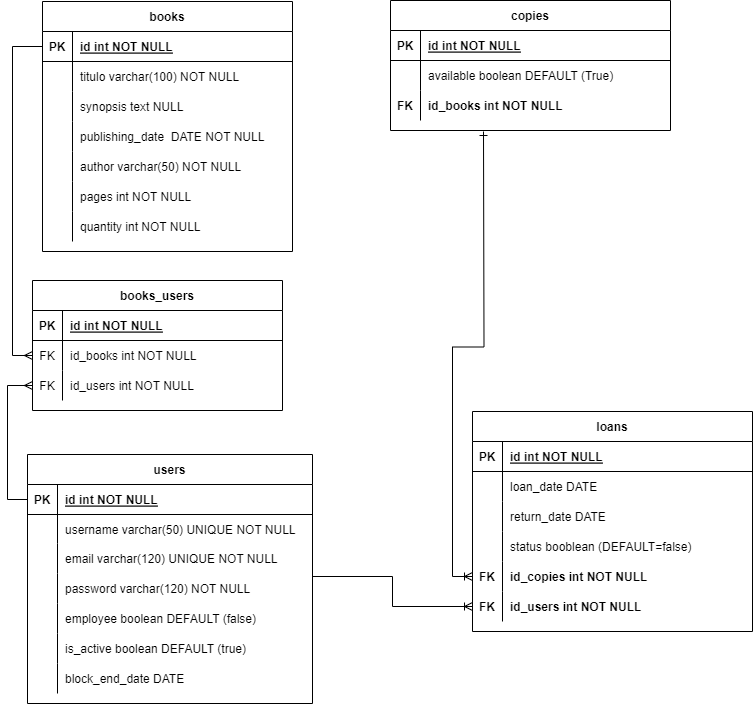 books
PK id int NOT NULL
titulo varchar(100) NOT NULL
synopsis text NULL
publishing_date DATE NOT NULL
author varchar(50) NOT NULL
pages int NOT NULL
quantity int NOT NULL
copies
PK id int NOT NULL
available boolean DEFAULT (True)
FK id_books int NOT NULL
books_users
PK id int NOT NULL
FK id_books int NOT NULL
FK id_users int NOT NULL
users
PK id int NOT NULL
username varchar(50) UNIQUE NOT NULL
email varchar(120) UNIQUE NOT NULL
password varchar(120) NOT NULL
employee boolean DEFAULT (false)
is_active boolean DEFAULT (true)
block_end_date DATE
loans
PK id int NOT NULL
loan_date DATE
return_date DATE
status booblean (DEFAULT=false)
FK id_copies int NOT NULL
FK id_users int NOT NULL